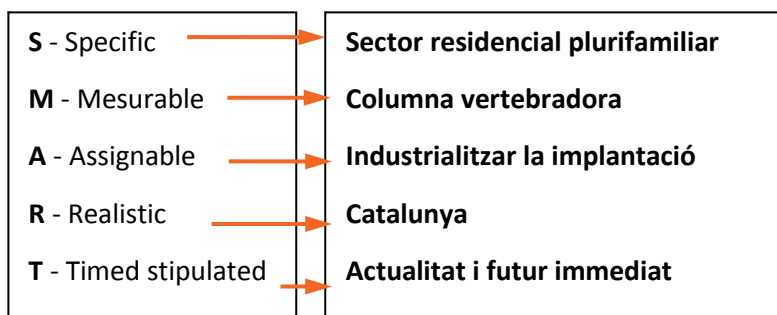 S - Specific Sector residencial plurifamiliar
M - Mesurable Columna vertebradora
A - Assignable Industrialitzar la implantació
R - Realistic Catalunya
T - Timed stipulated Actualitat i futur immediat